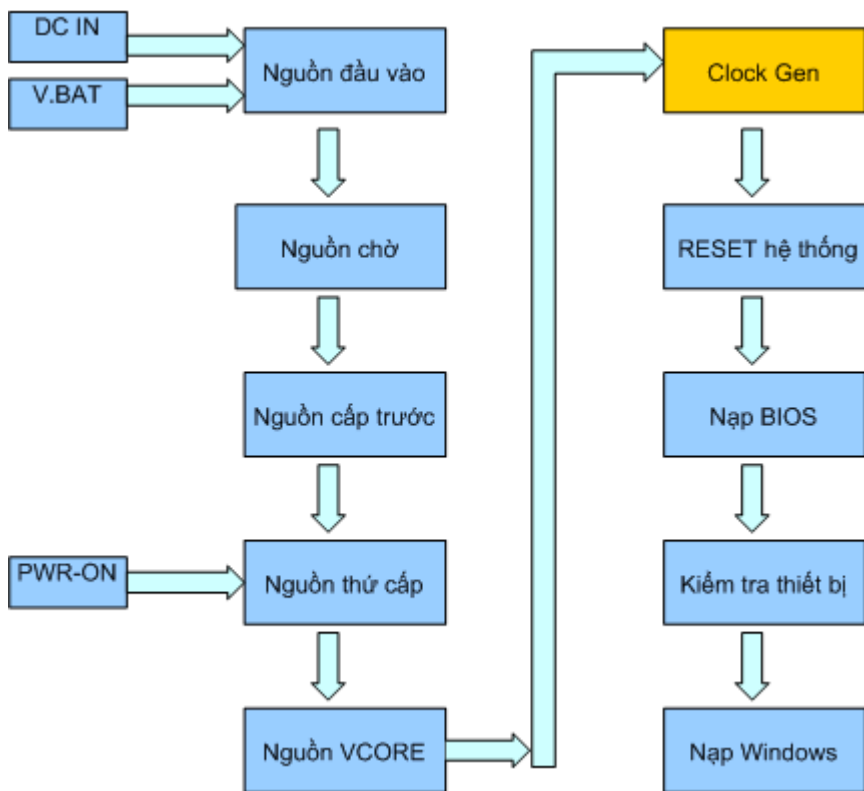 DC IN
V.BAT
Nguồn đầu vào
Nguồn chờ
Nguồn cấp trước
PWR-ON
Nguồn thứ cấp
Nguồn VCORE
Clock Gen
RESET hệ thống
Nạp BIOS
Kiểm tra thiết bị
Nạp Windows